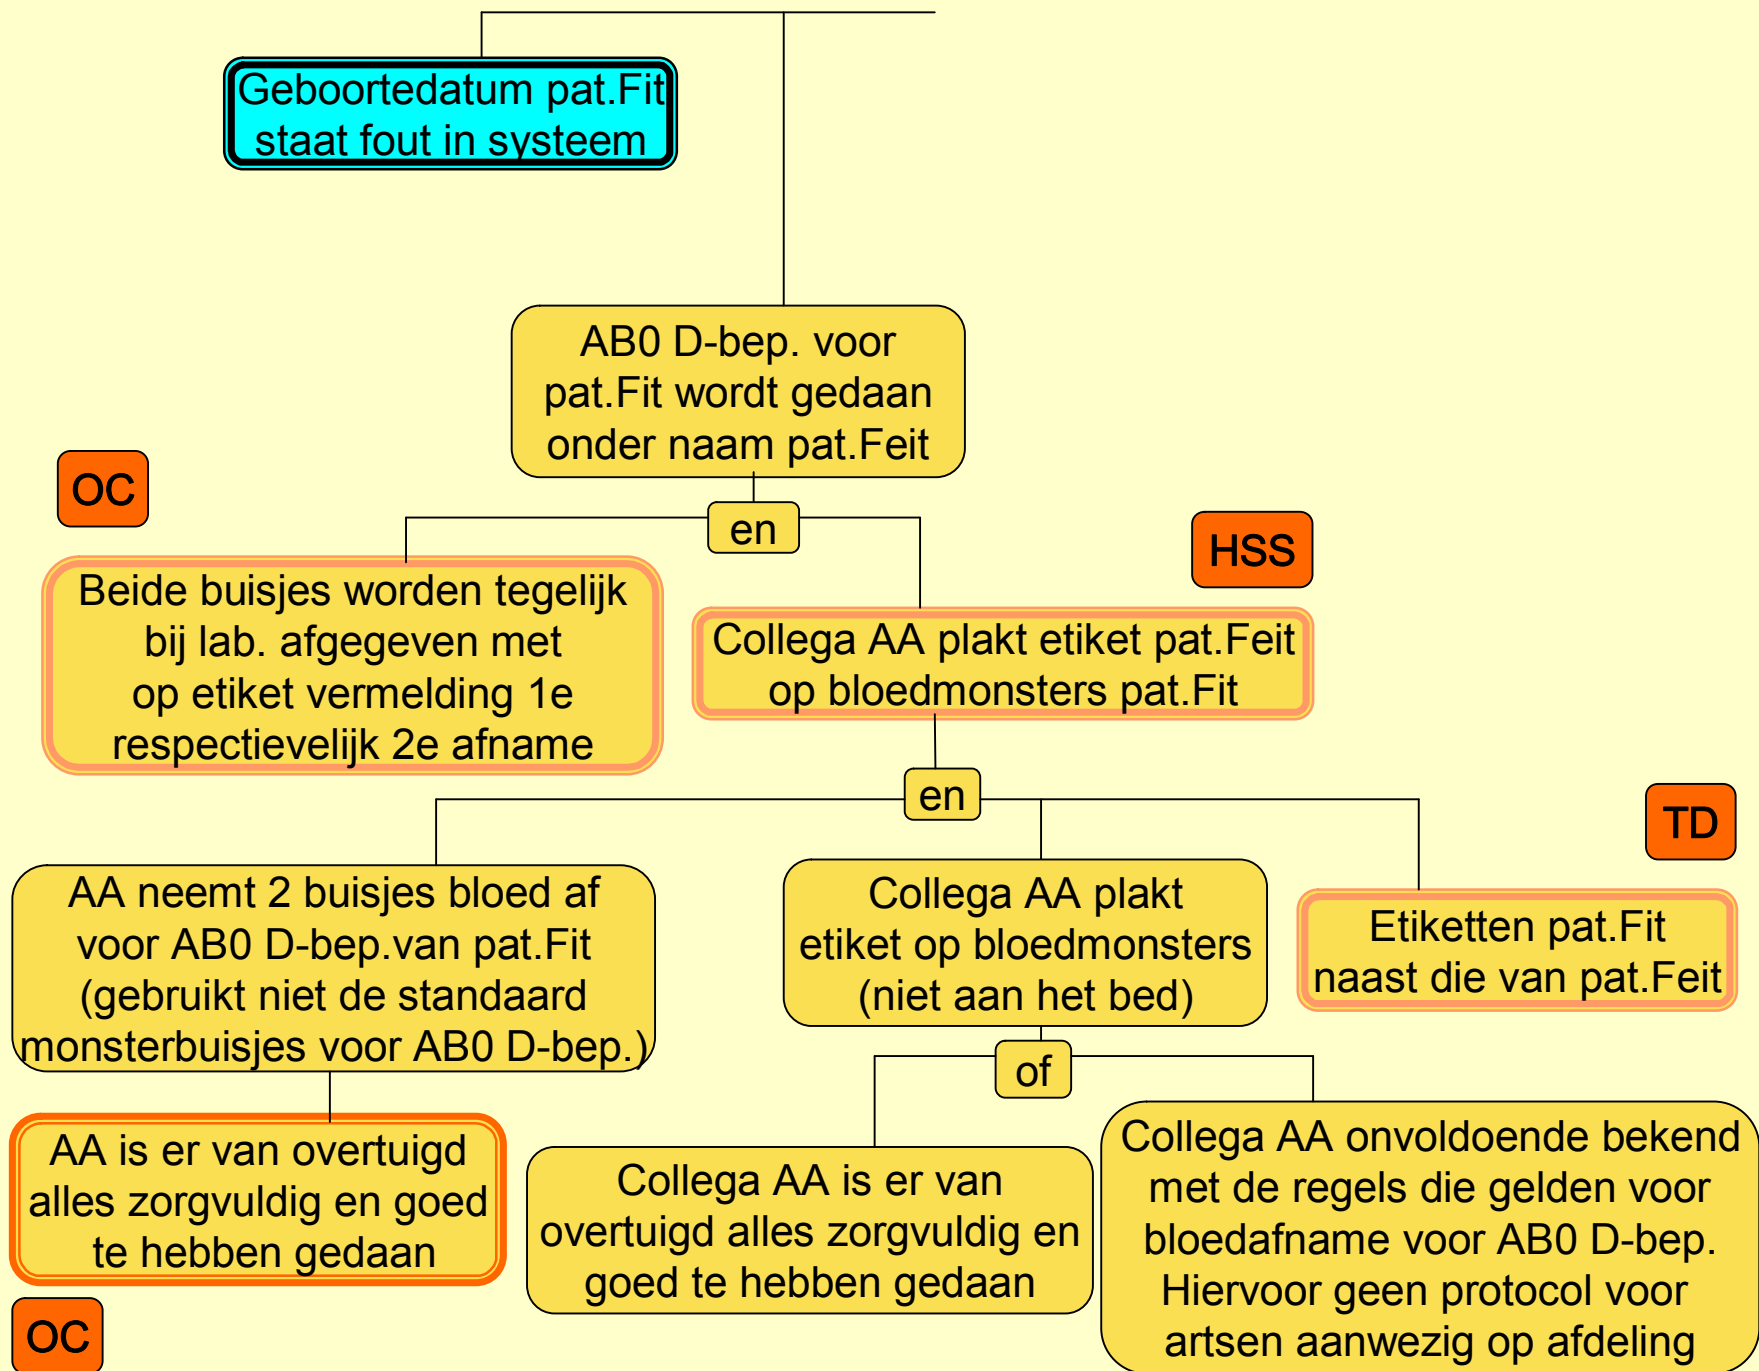 Geboortedatum pat.Fit
staat fout in systeem
AB0 D-bep. voor
pat.Fit wordt gedaan
onder naam pat.Feit
OC
en
HSS
Beide buisjes worden tegelijk
bij lab. afgegeven met
op etiket vermelding 1e
respectievelijk 2e afname
Collega AA plakt etiket pat.Feit
op bloedmonsters pat.Fit
en
TD
AA neemt 2 buisjes bloed af
voor AB0 D-bep.van pat.Fit
(gebruikt niet de standaard
monsterbuisjes voor AB0 D-bep.)
Collega AA plakt
etiket op bloedmonsters
(niet aan het bed)
Etiketten pat.Fit
naast die van pat.Feit
of
AA is er van overtuigd
alles zorgvuldig en goed
te hebben gedaan
Collega AA is er van
overtuigd alles zorgvuldig en
goed te hebben gedaan
Collega AA onvoldoende bekend
met de regels die gelden voor
bloedafname voor AB0 D-bep.
Hiervoor geen protocol voor
artsen aanwezig op afdeling
OC